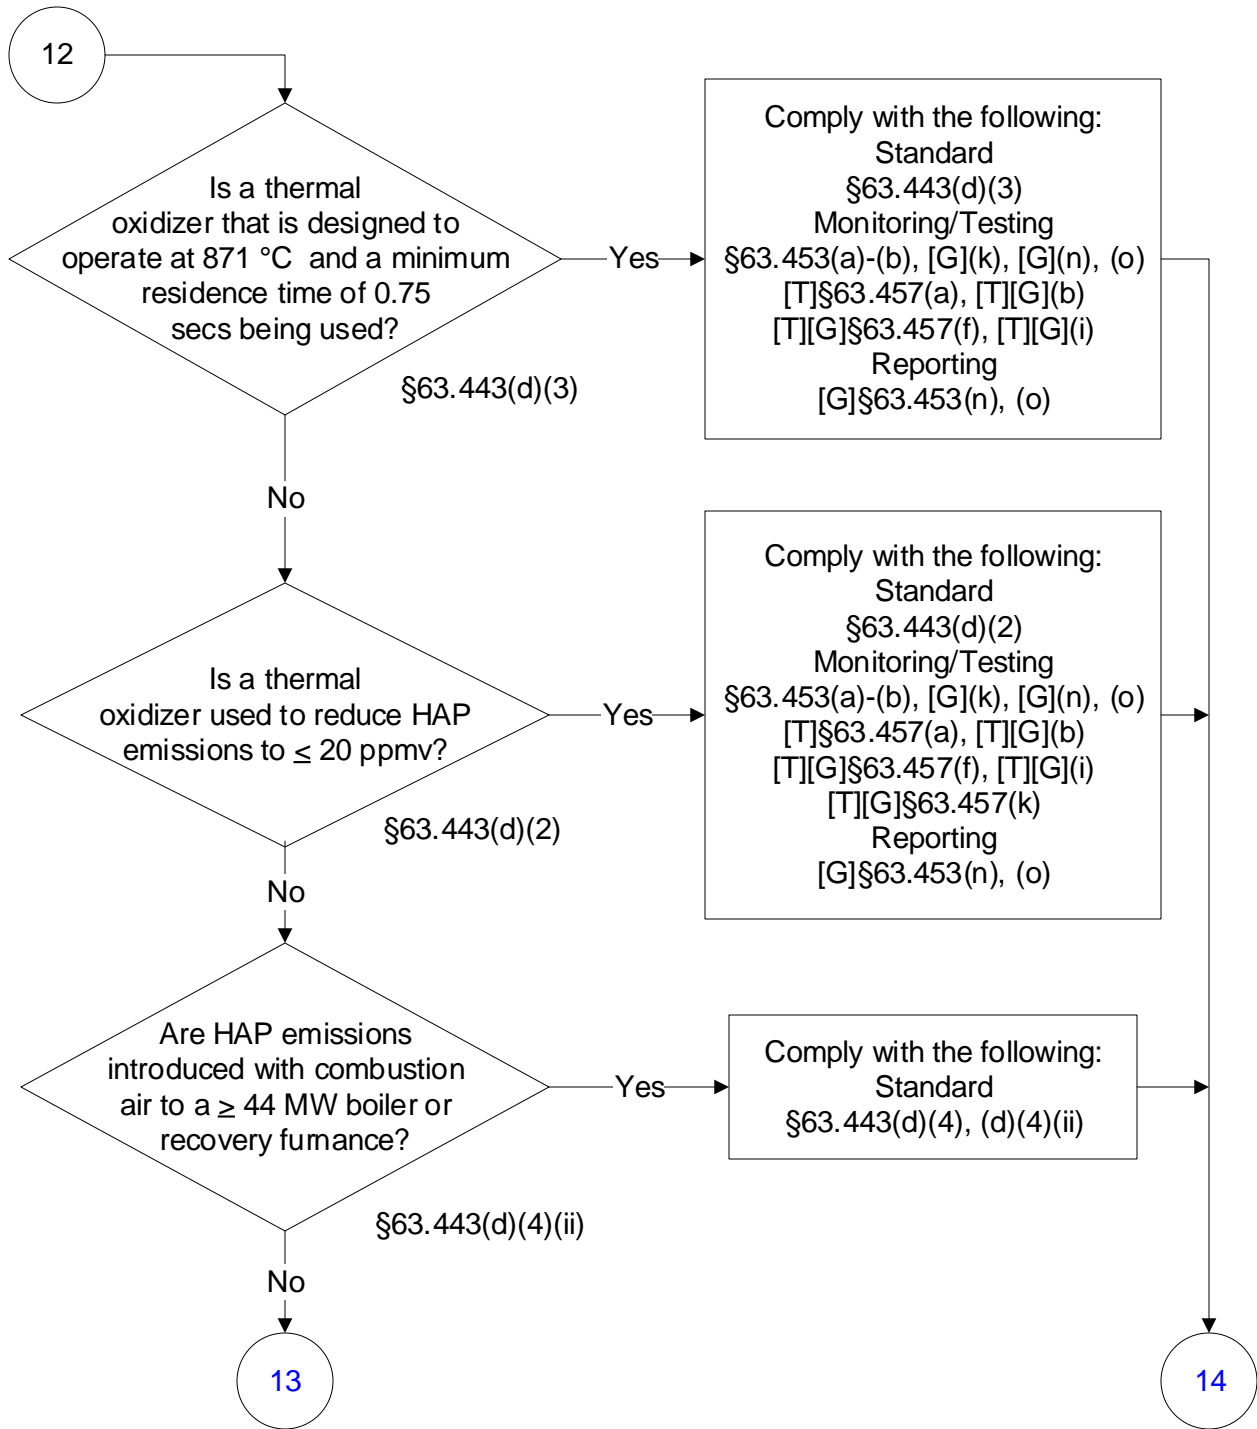 12
Is a thermal
oxidizer that is designed to
operate at 871 °C and a minimum
residence time of 0.75
secs being used?
§63.443(d)(3)
Yes
Comply with the following:
Standard
§63.443(d)(3)
Monitoring/Testing
§63.453(a)-(b), [G](k), [G](n), (o)
[T]§63.457(a), [T][G](b)
[T][G]§63.457(f), [T][G](i)
Reporting
[G]§63.453(n), (o)
No
Is a thermal
oxidizer used to reduce HAP
emissions to ≤ 20 ppmv?
§63.443(d)(2)
Yes
Comply with the following:
Standard
§63.443(d)(2)
Monitoring/Testing
§63.453(a)-(b), [G](k), [G](n), (o)
[T]§63.457(a), [T][G](b)
[T][G]§63.457(f), [T][G](i)
[T][G]§63.457(k)
Reporting
[G]§63.453(n), (o)
No
Are HAP emissions
introduced with combustion
air to a ≥ 44 MW boiler or
recovery furnance?
§63.443(d)(4)(ii)
Yes
Comply with the following:
Standard
§63.443(d)(4), (d)(4)(ii)
No
13
14